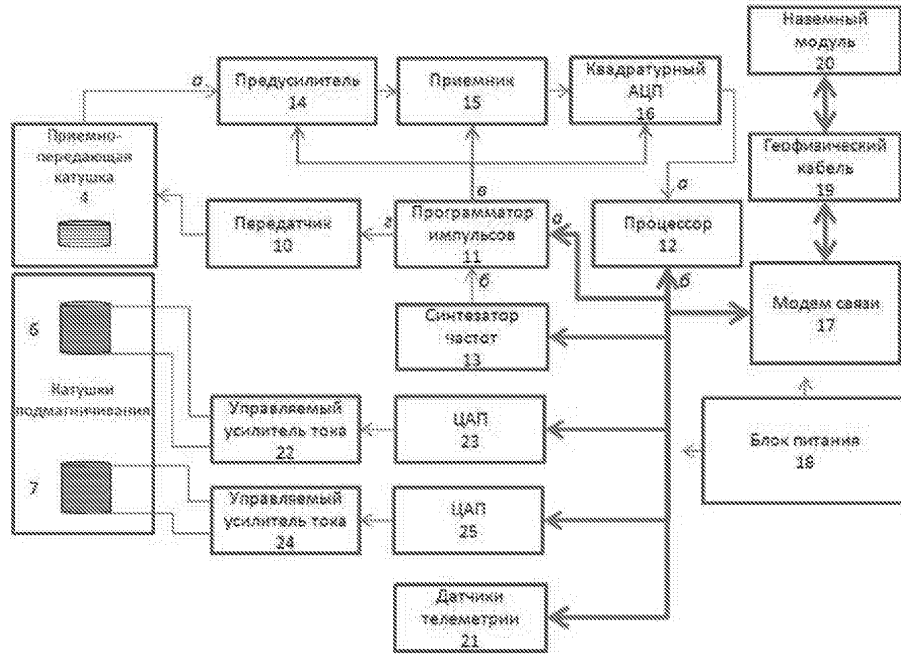 Наземный
модуль
20
а
Предусилитель
14
Приемник
15
Квадратурный
АЦП
16
Приемно-
передающая
катушка
4
Геофизический
кабель
19
а
в
Передатчик
10
г
Программатор
импульсов
11
а
Процессор
12
б
б
Модем связи
17
6
Синтезатор
частот
13
Катушки
подмагничивания
Управляемый
усилитель тока
22
ЦАП
23
Блок питания
18
7
Управляемый
усилитель тока
24
ЦАП
25
Датчики
телеметрии
21